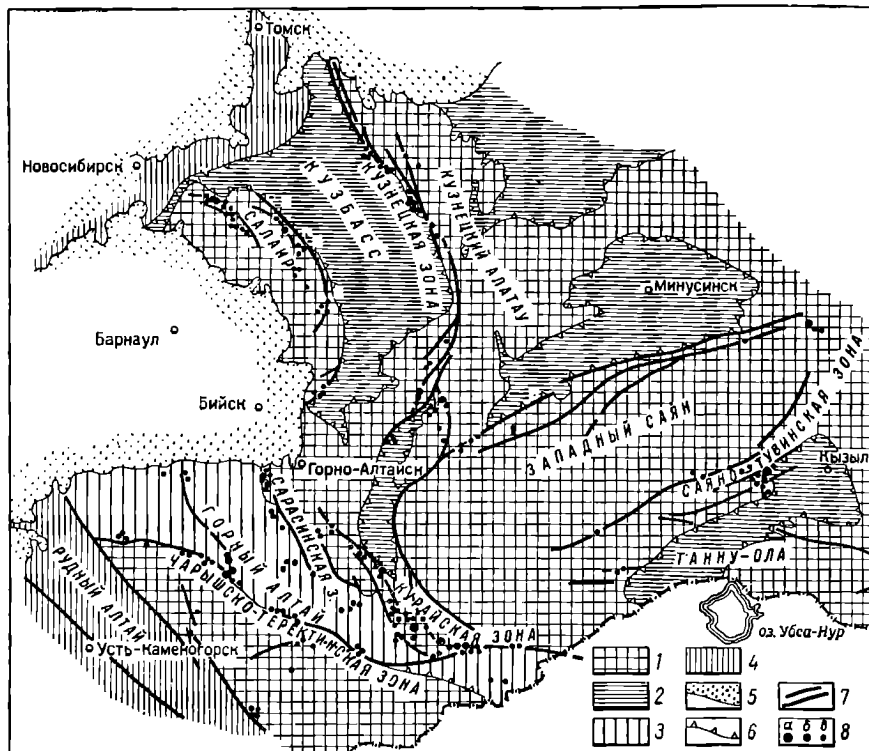 Томск
Новосибирск
КУЗБАСС
КУЗНЕЦКАЯ ЗОНА
КУЗНЕЦКИЙ АЛАТАУ
САЛАИР
Минусинск
Барнаул
Бийск
ЗАПАДНЫЙ САЯН
САЯНО-ТУВИНСКАЯ ЗОНА
Кызыл
Горно-Алтайск
САРАСИНСКАЯ З.
ГОРНЫЙ АЛТАЙ
ЧАРЫШСКО-ТЕРЕКТИНСКАЯ ЗОНА
РУДНЫЙ АЛТАЙ
КУРАЙСКАЯ ЗОНА
ТАННУ-ОЛА
оз. Убса-Нур
Усть-Каменогорск
1 4
2 5 7
а б в
3 6 8